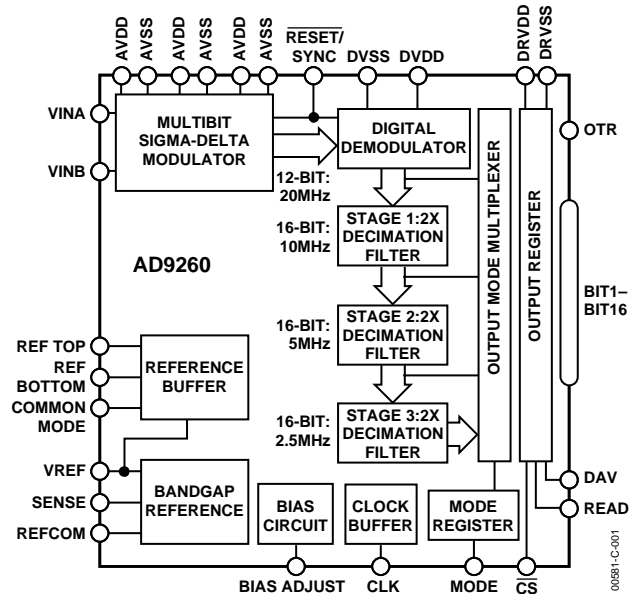 AVDD
AVSS
AVDD
AVSS
AVDD
AVSS
RESET/
SYNC
DVSS
DVDD
DRVDD
DRVSS
VINA
VINB
MULTIBIT
SIGMA-DELTA
MODULATOR
DIGITAL
DEMODULATOR
OTR
12-BIT:
20MHz
STAGE 1:2X
DECIMATION
FILTER
16-BIT:
10MHz
AD9260
OUTPUT MODE MULTIPLEXER
OUTPUT REGISTER
BIT1–
BIT16
16-BIT:
5MHz
STAGE 2:2X
DECIMATION
FILTER
REF TOP
REF
BOTTOM
COMMON
MODE
REFERENCE
BUFFER
16-BIT:
2.5MHz
STAGE 3:2X
DECIMATION
FILTER
VREF
SENSE
REFCOM
BANDGAP
REFERENCE
BIAS
CIRCUIT
CLOCK
BUFFER
MODE
REGISTER
DAV
READ
BIAS ADJUST
CLK
MODE
CS
00581-C-001